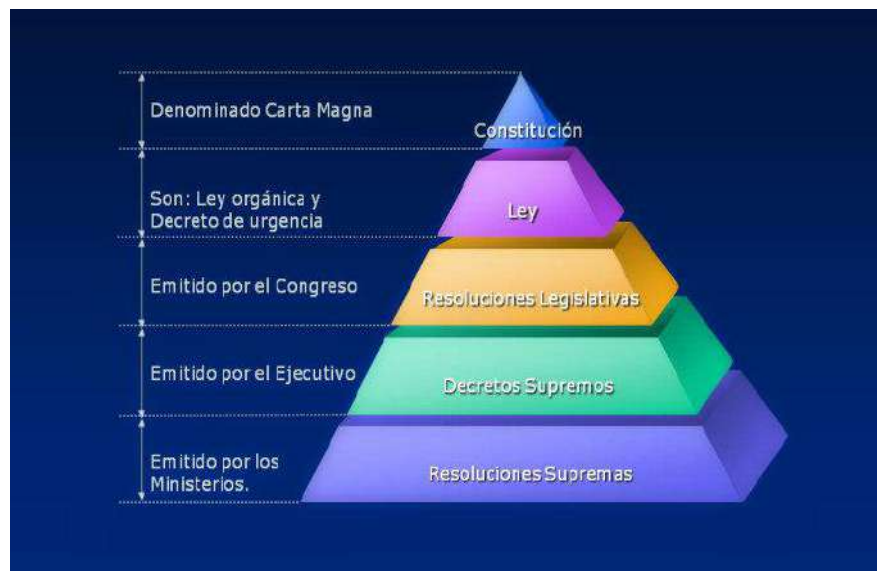 Denominado Carta Magna
Constitución
Son: Ley orgánica y
Decreto de urgencia
Ley
Emitido por el Congreso
Resoluciones Legislativas
Emitido por el Ejecutivo
Decretos Supremos
Emitido por los
Ministerios.
Resoluciones Supremas